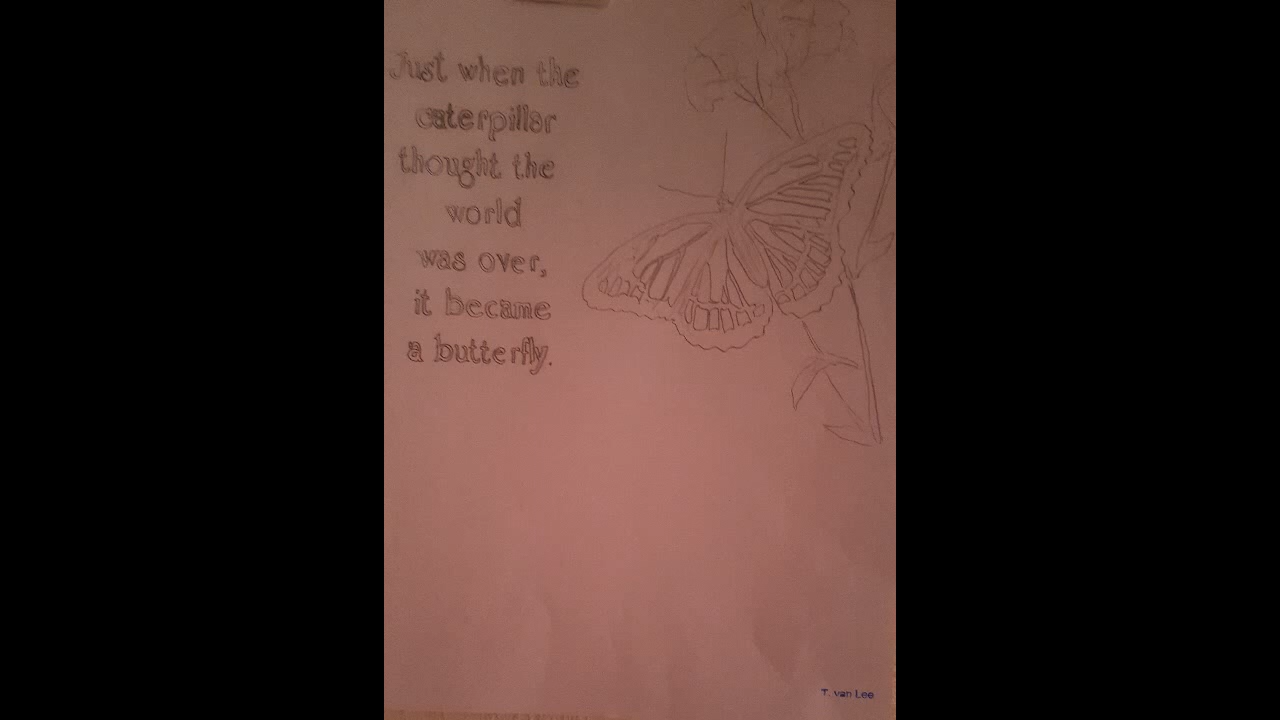 Just when the
caterpillar
thought the
world
was over,
it became
a butterfly.
T. van Lee